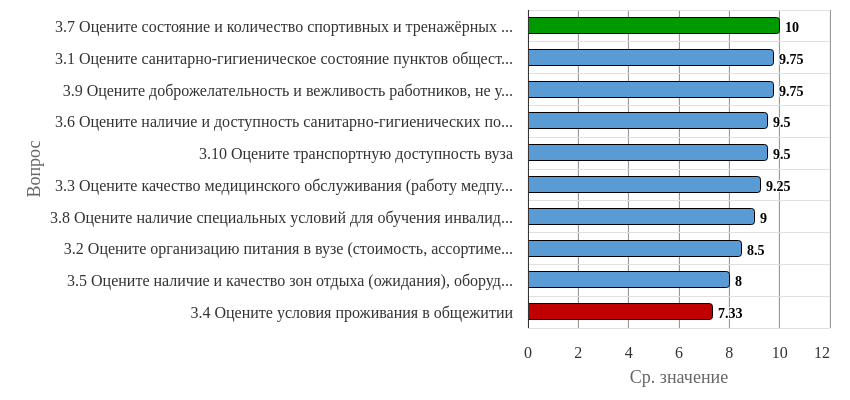 3.7 Оцените состояние и количество спортивных и тренажёрных ... 10
3.1 Оцените санитарно-гигиеническое состояние пунктов общест... 9.75
3.9 Оцените доброжелательность и вежливость работников, не у... 9.75
3.6 Оцените наличие и доступность санитарно-гигиенических по... 9.5
3.10 Оцените транспортную доступность вуза 9.5
3.3 Оцените качество медицинского обслуживания (работу медпу... 9.25
3.8 Оцените наличие специальных условий для обучения инвалид... 9
3.2 Оцените организацию питания в вузе (стоимость, ассортиме... 8.5
3.5 Оцените наличие и качество зон отдыха (ожидания), оборуд... 8
3.4 Оцените условия проживания в общежитии 7.33
Вопрос
0 2 4 6 8 10 12
Ср. значение